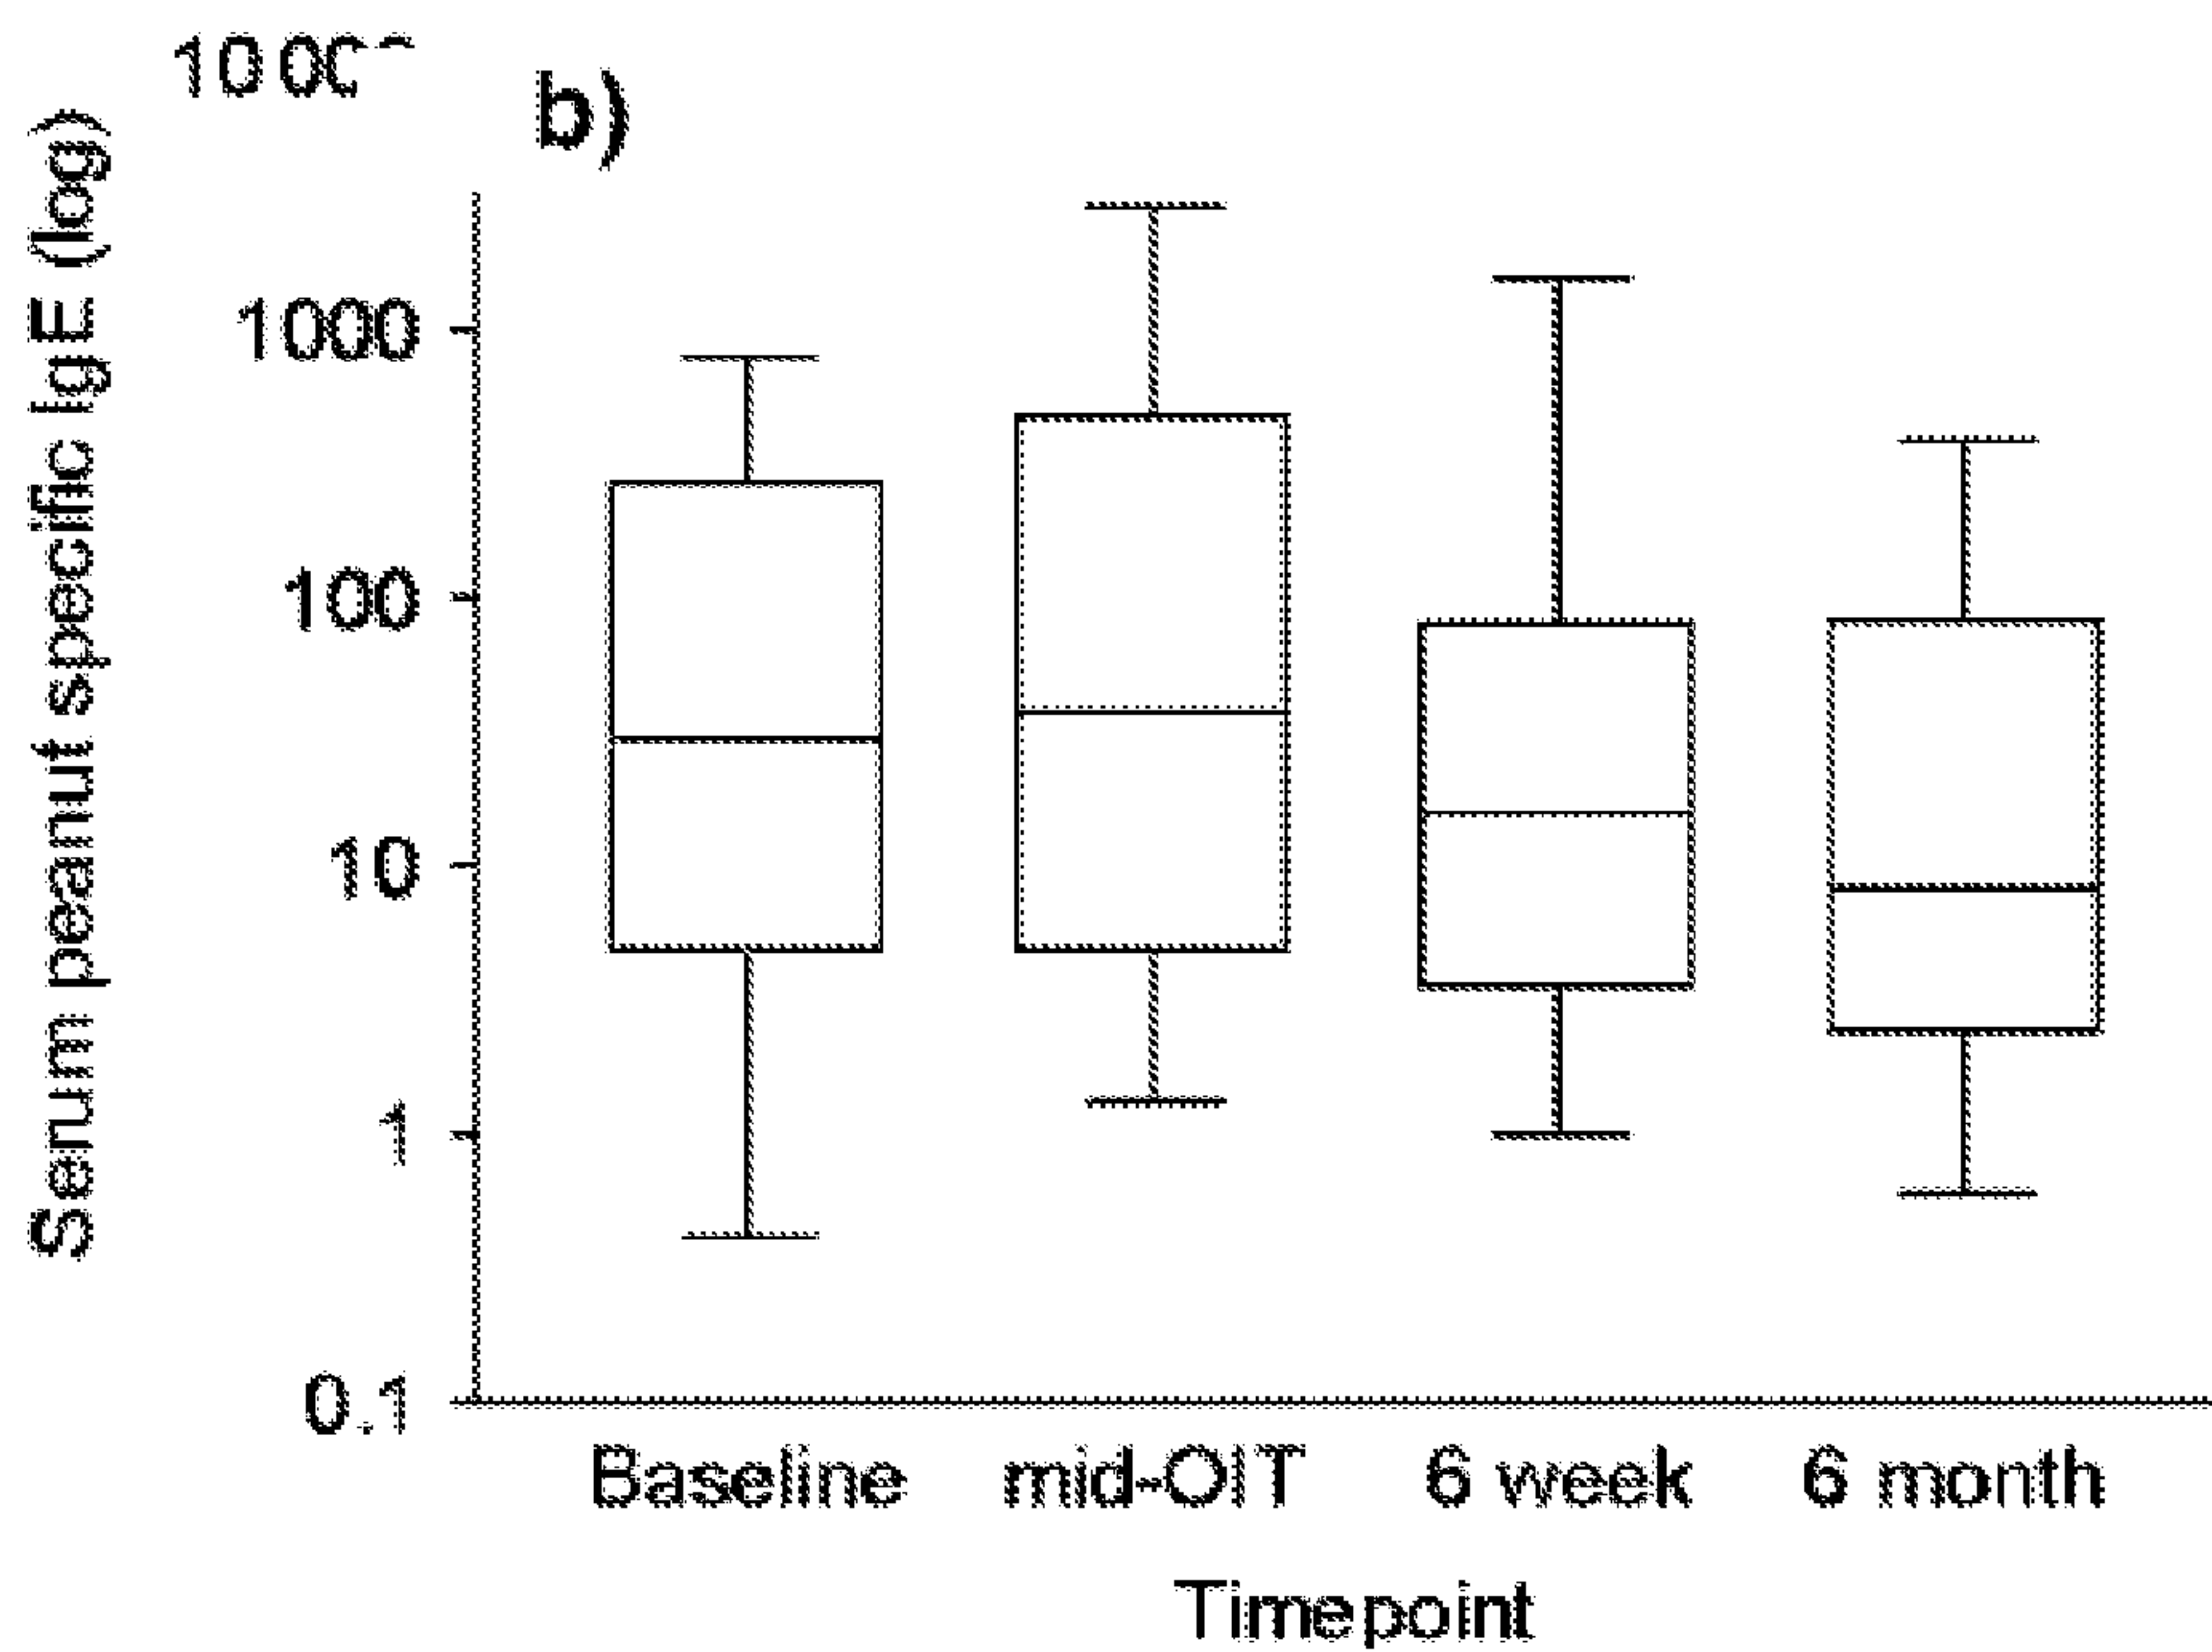 b)
Serum peanut specific IgE (log)
1000
100
10
1
0.1
Baseline mid-OIT 6 week 6 month
Timepoint